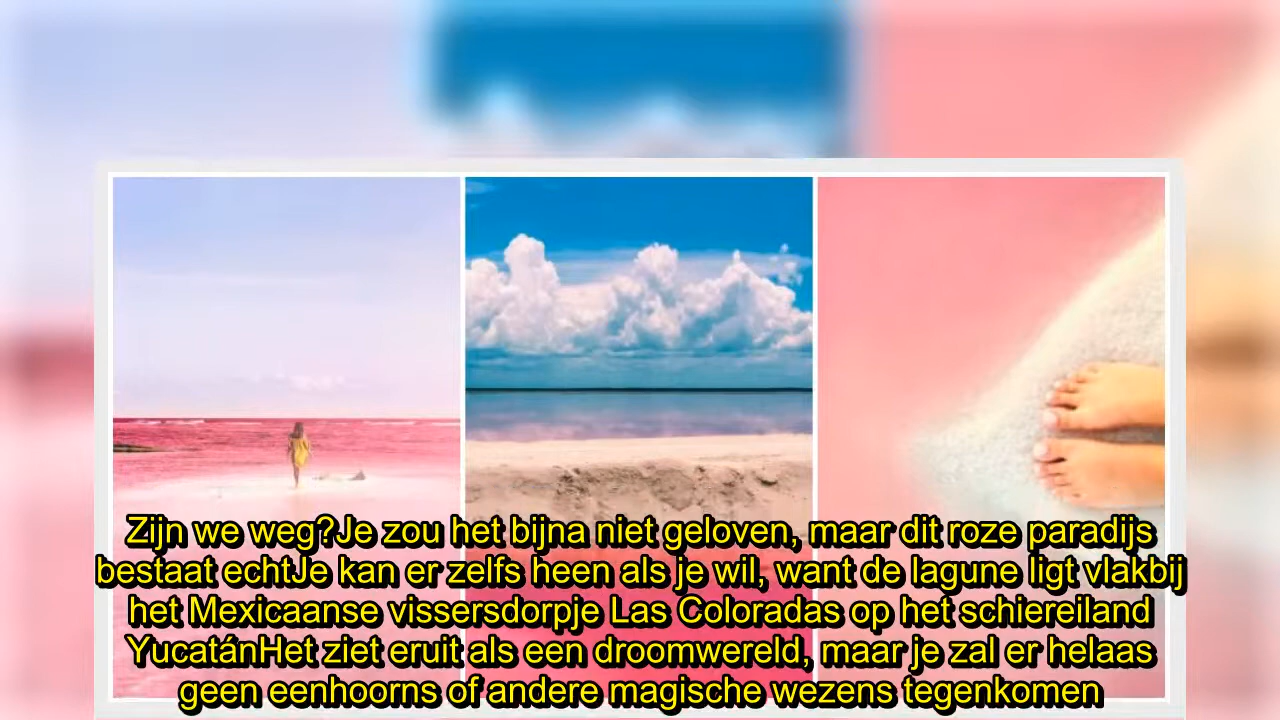 Zijn we weg?Je zou het bijna niet geloven, maar dit roze paradijs
bestaat echtJe kan er zelfs heen als je wil, want de lagune ligt vlakbij
het Mexicaanse vissersdorpje Las Coloradas op het schiereiland
YucatánHet ziet eruit als een droomwereld, maar je zal er helaas
geen eenhoorns of andere magische wezens tegenkomen